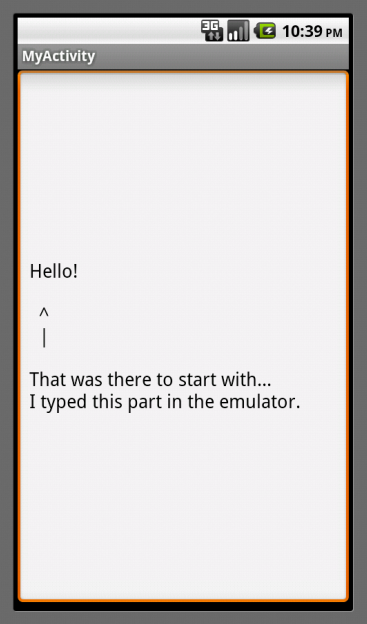 3G 10:39 PM
MyActivity
Hello!
^
|
That was there to start with...
I typed this part in the emulator.